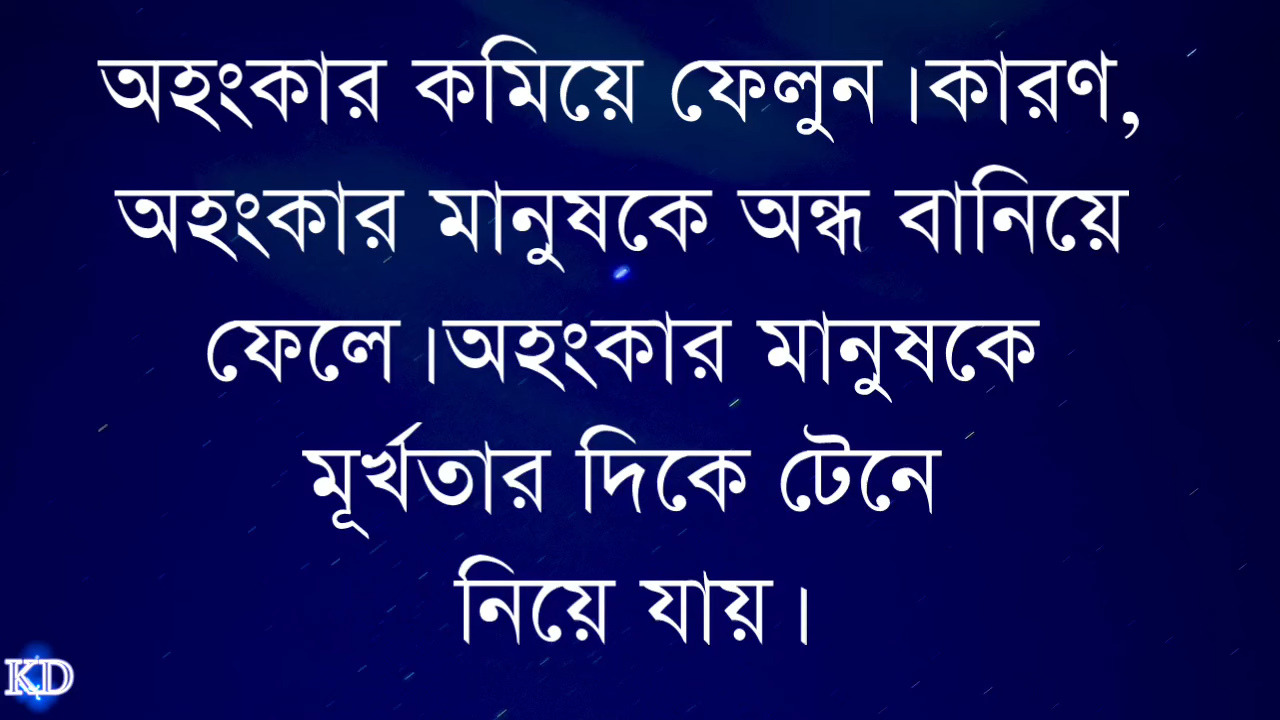 অহংকার কমিয়ে ফেলুন।কারণ,
অহংকার মানুষকে অন্ধ বানিয়ে
ফেলে।অহংকার মানুষকে
মূর্খতার দিকে টেনে
নিয়ে যায়।
KD